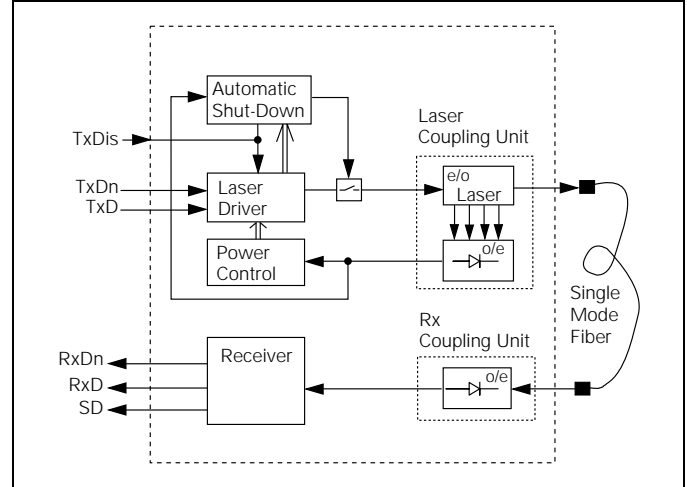 Automatic
Shut-Down
Laser
Coupling Unit
TxDis
e/o
Laser
TxDn
TxD
Laser
Driver
o/e
Power
Control
Single
Mode
Fiber
Rx
Coupling Unit
RxDn
RxD
SD
Receiver
o/e